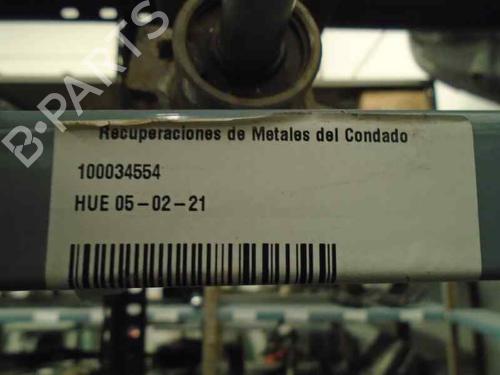 B-PARTS
Recuperaciones de Metales del Condado
100034554
HUE 05-02-21